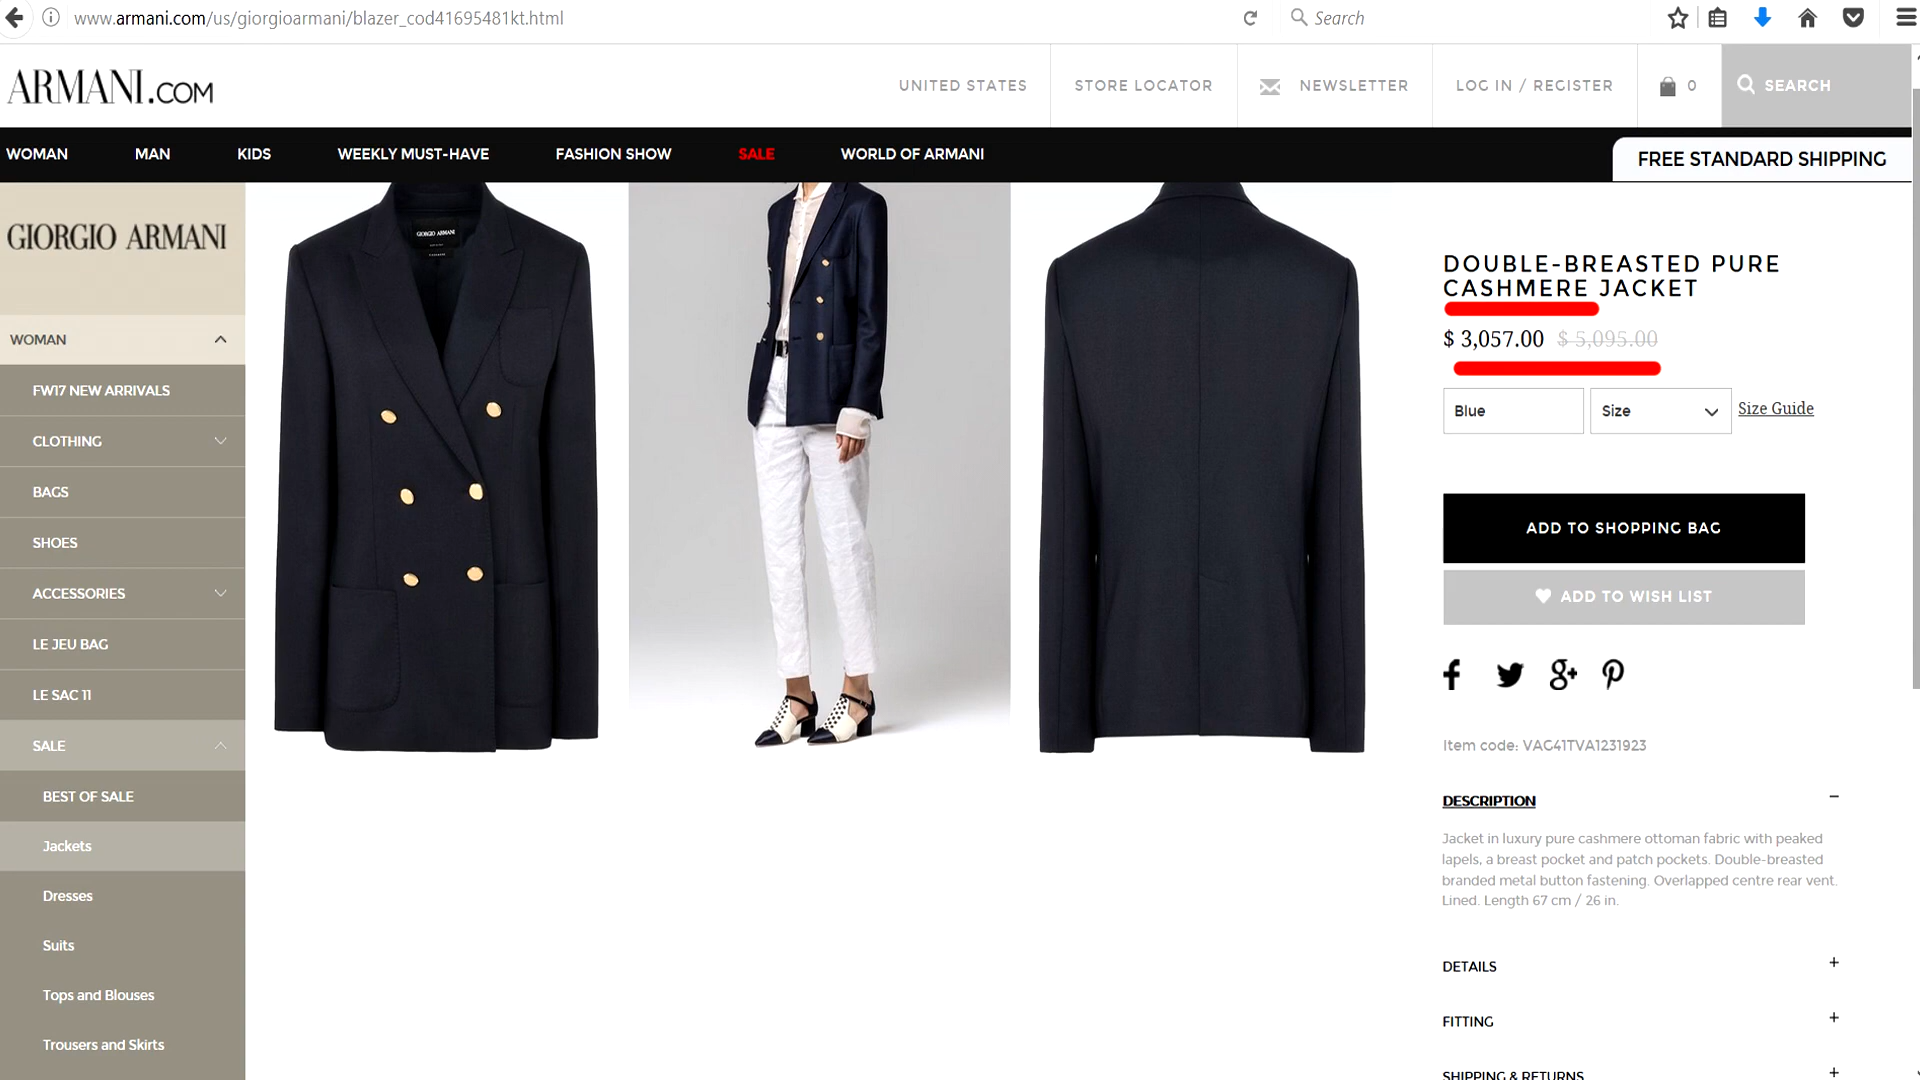 www.armani.com/us/giorgioarmani/blazer_cod41695481kt.html
Search
ARMANI.COM
UNITED STATES
STORE LOCATOR
NEWSLETTER
LOG IN / REGISTER
0
SEARCH
WOMAN
MAN
KIDS
WEEKLY MUST-HAVE
FASHION SHOW
SALE
WORLD OF ARMANI
FREE STANDARD SHIPPING
GIORGIO ARMANI
WOMAN
FW17 NEW ARRIVALS
CLOTHING
BAGS
SHOES
ACCESSORIES
LE JEU BAG
LE SAC 11
SALE
BEST OF SALE
Jackets
Dresses
Suits
Tops and Blouses
Trousers and Skirts
GIORGIO ARMANI
DOUBLE-BREASTED PURE
CASHMERE JACKET
$ 3,057.00 $ 5,095.00
Blue
Size
Size Guide
ADD TO SHOPPING BAG
ADD TO WISH LIST
Item code: VAG41TVA1231923
DESCRIPTION
Jacket in luxury pure cashmere ottoman fabric with peaked
lapels, a breast pocket and patch pockets. Double-breasted
branded metal button fastening. Overlapped centre rear vent.
Lined. Length 67 cm / 26 in.
DETAILS
FITTING
SHIPPING & RETURNS